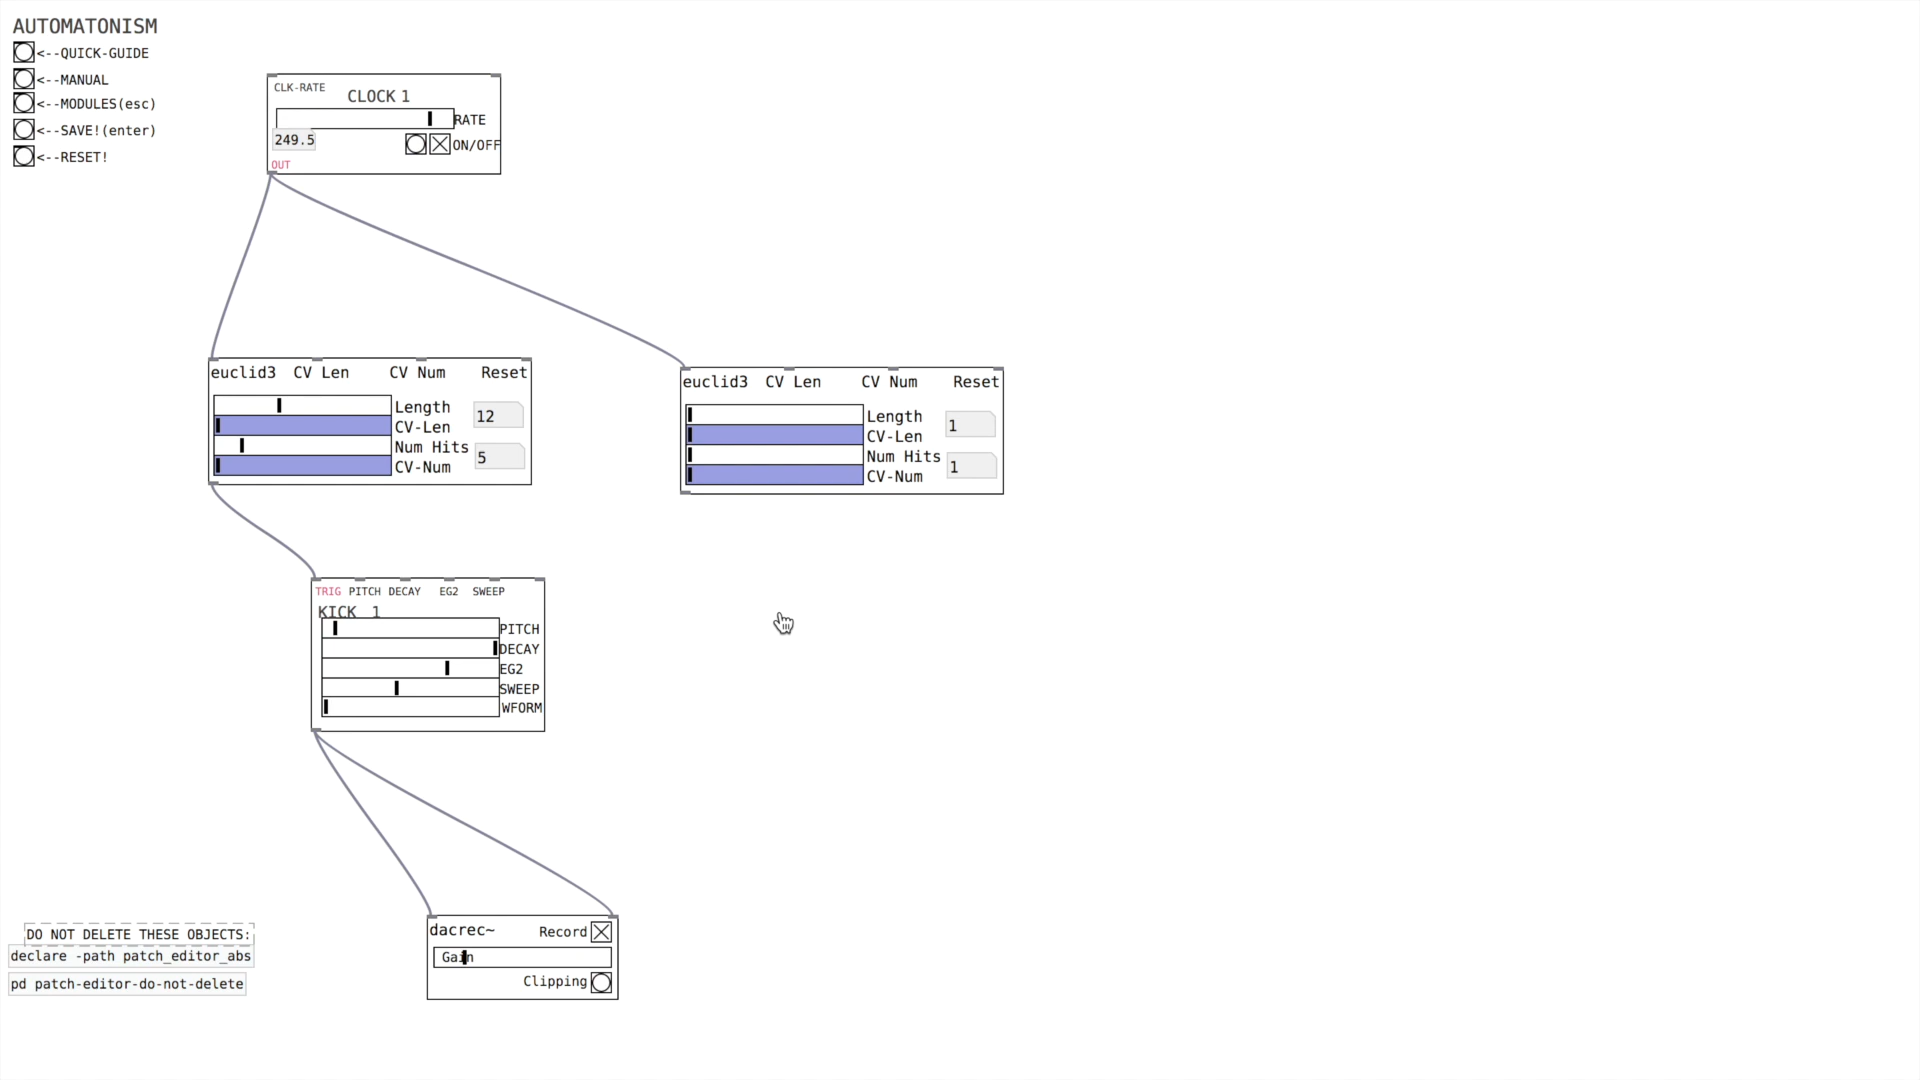 AUTOMATONISM
<--QUICK-GUIDE
<--MANUAL
<--MODULES(esc)
<--SAVE!(enter)
<--RESET!
CLK-RATE
CLOCK 1
RATE
249.5
ON/OFF
OUT
euclid3 CV Len CV Num Reset
Length 12
CV-Len
Num Hits 5
CV-Num
euclid3 CV Len CV Num Reset
Length 1
CV-Len
Num Hits 1
CV-Num
TRIG PITCH DECAY EG2 SWEEP
KICK 1
PITCH
DECAY
EG2
SWEEP
WFORM
dacrec~ Record
Gain
Clipping
DO NOT DELETE THESE OBJECTS:
declare -path patch_editor_abs
pd patch-editor-do-not-delete